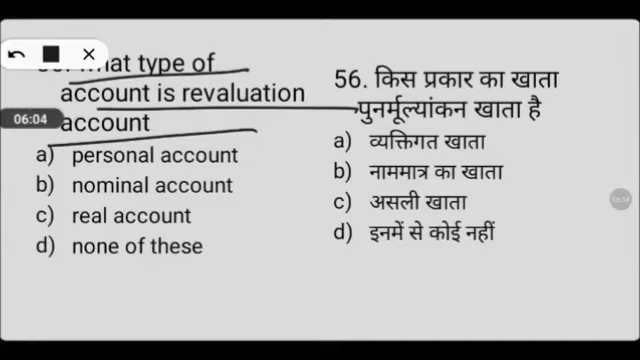 what type of
account is revaluation
account
a) personal account
b) nominal account
c) real account
d) none of these
56. किस प्रकार का खाता
पुनर्मूल्यांकन खाता है
a) व्यक्तिगत खाता
b) नाममात्र का खाता
c) असली खाता
d) इनमें से कोई नहीं
06:04